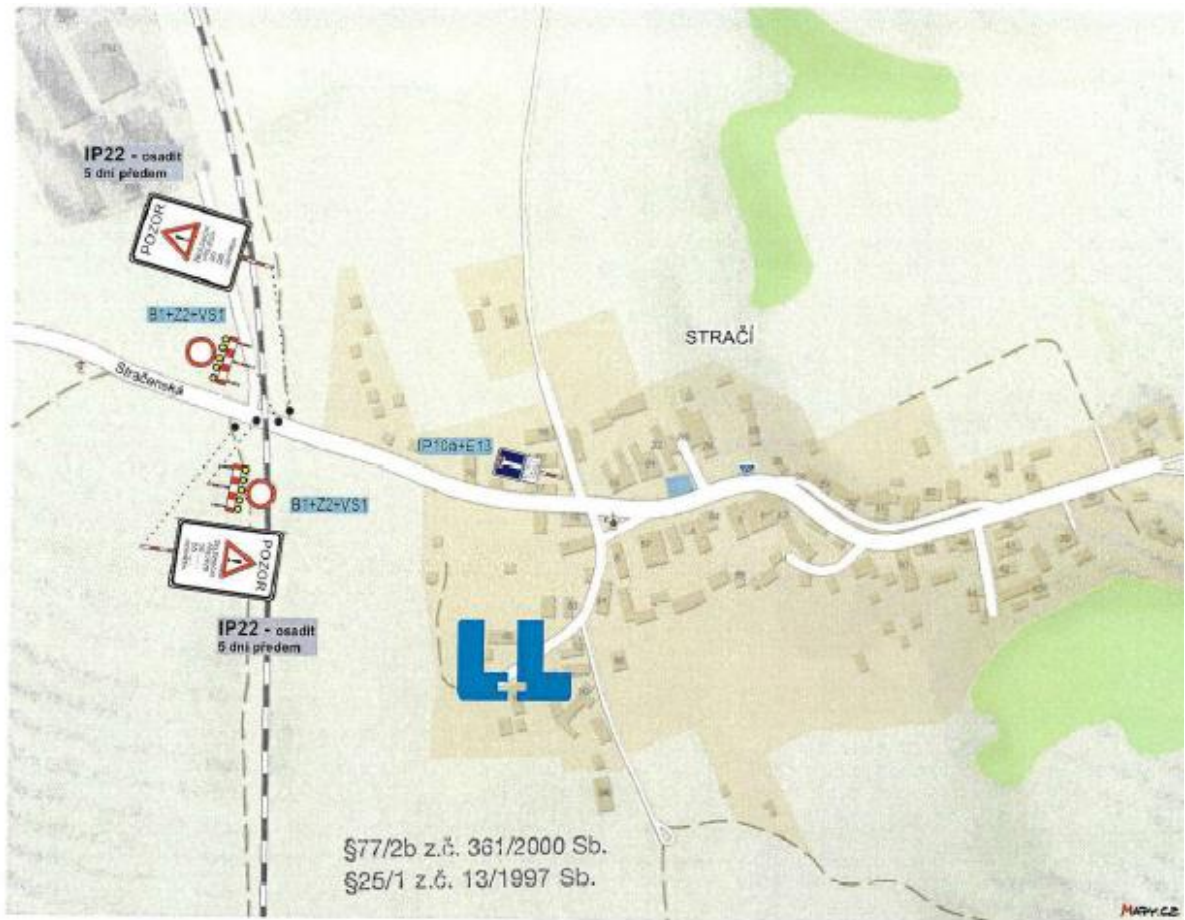 IP22 - osadit
5 dní předem
POZOR
B1+Z2+VS1
Stračenská
STRAČÍ
IP10a+E13
B1+Z2+VS1
POZOR
IP22 - osadit
5 dní předem
§77/2b z.č. 361/2000 Sb.
§25/1 z.č. 13/1997 Sb.
MAPY.CZ